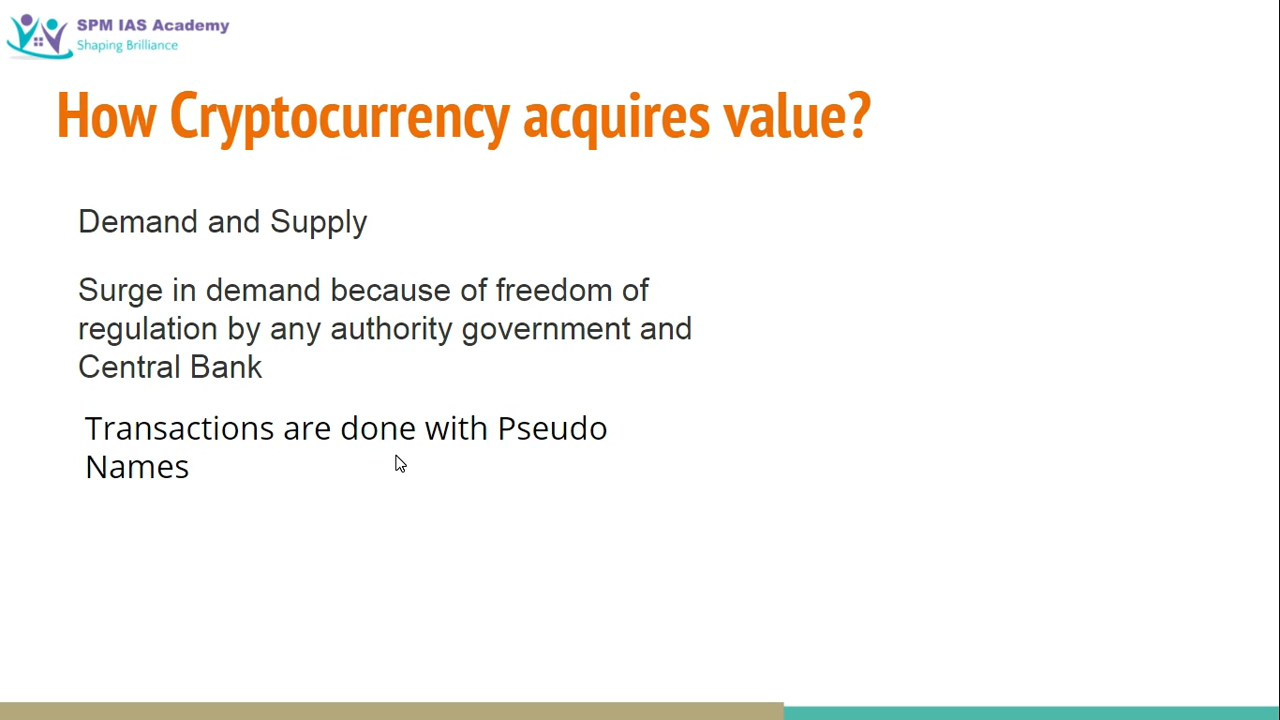 SPM IAS Academy
Shaping Brilliance
How Cryptocurrency acquires value?
Demand and Supply
Surge in demand because of freedom of
regulation by any authority government and
Central Bank
Transactions are done with Pseudo
Names